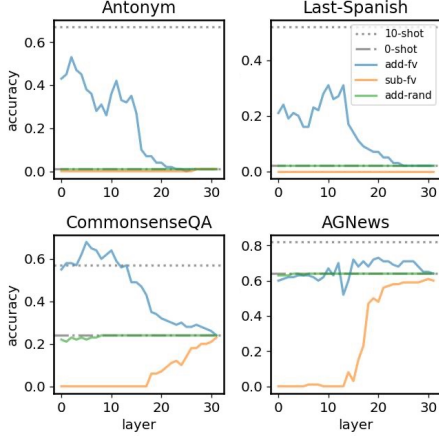 Antonym
Last-Spanish
accuracy
0.6
0.4
0.2
0.0
0.4
0.2
0.0
10-shot
0-shot
add-fv
sub-fv
add-rand
0 10 20 30
0 10 20 30
CommonsenseQA
AGNews
accuracy
0.6
0.4
0.2
0.0
0.8
0.6
0.4
0.2
0.0
0 10 20 30
0 10 20 30
layer
layer